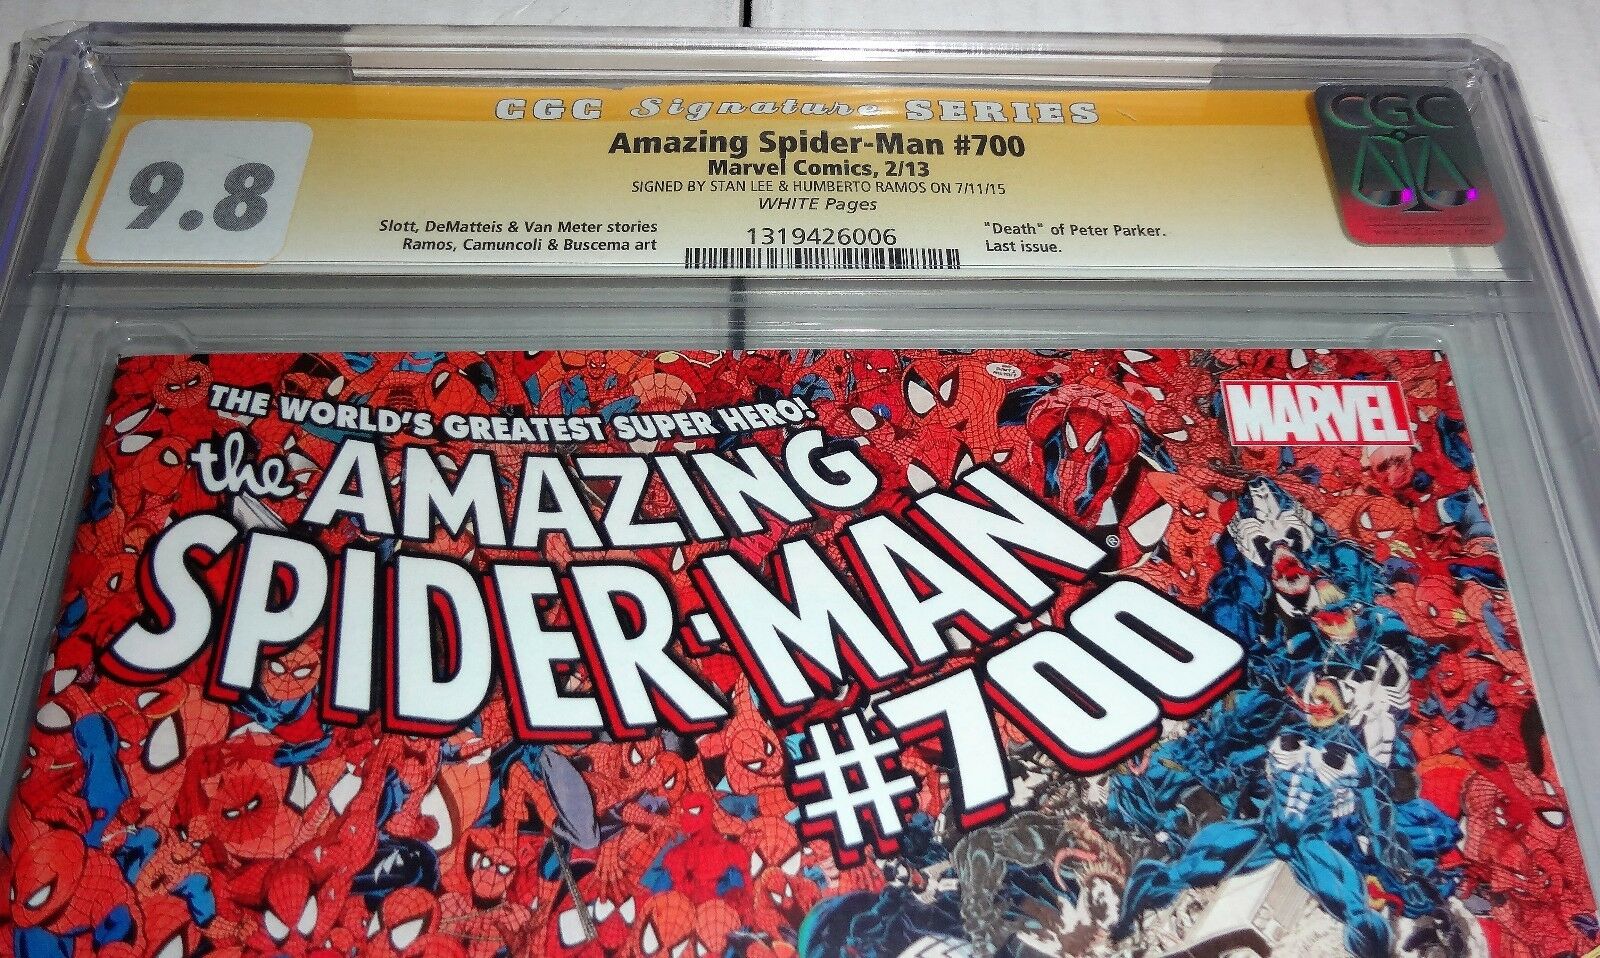 CGC Signature SERIES
Amazing Spider-Man #700
Marvel Comics, 2/13
SIGNED BY STAN LEE & HUMBERTO RAMOS ON 7/11/15
WHITE Pages
9.8
Slott, DeMatteis & Van Meter stories
Ramos, Camuncoli & Buscema art
1319426006
"Death" of Peter Parker.
Last issue.
CGC
THE WORLD'S GREATEST SUPER HERO!
MARVEL
the AMAZING
SPIDER-MAN®
#700